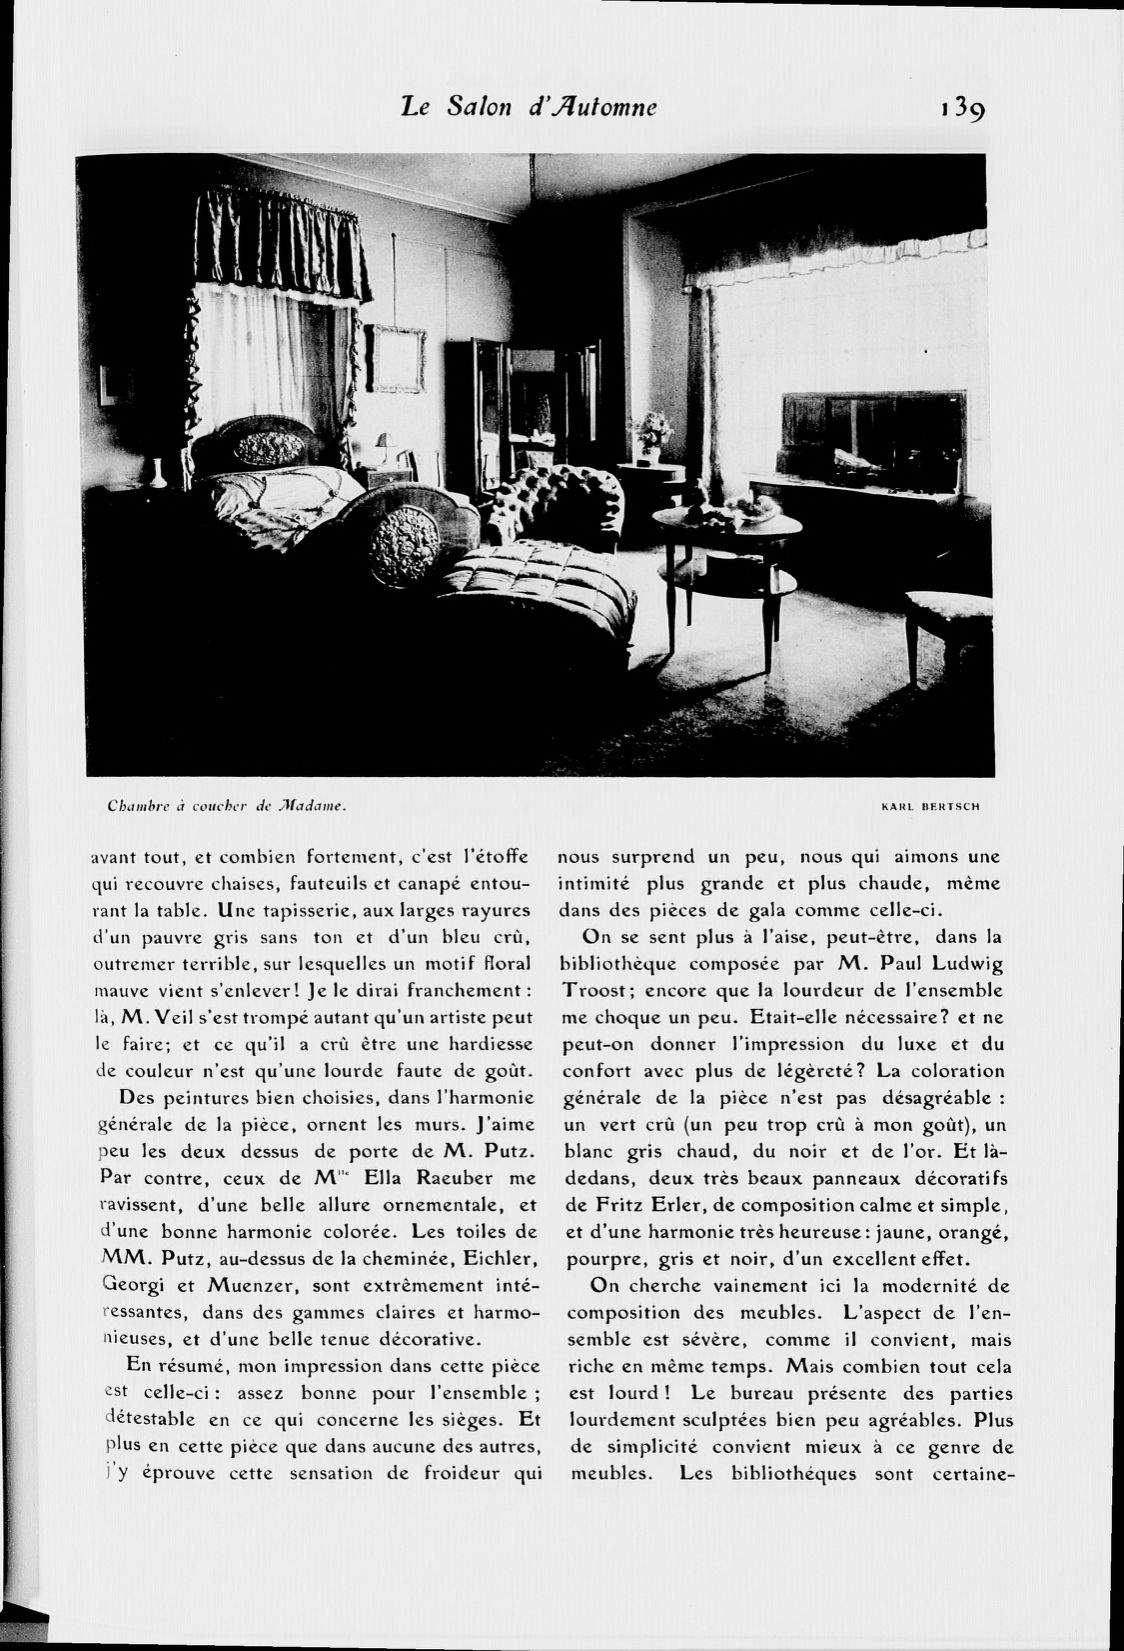 Le Salon d'Automne
139
Chambre à coucher de Madame.
KARL BERTSCH
avant tout, et combien fortement, c'est l'étoffe
qui recouvre chaises, fauteuils et canapé entou-
rant la table. Une tapisserie, aux larges rayures
d'un pauvre gris sans ton et d'un bleu crû,
outremer terrible, sur lesquelles un motif floral
mauve vient s'enlever! Je le dirai franchement:
là, M. Veil s'est trompé autant qu'un artiste peut
le faire; et ce qu'il a crû être une hardiesse
de couleur n'est qu'une lourde faute de goût.
Des peintures bien choisies, dans l'harmonie
générale de la pièce, ornent les murs. J'aime
peu les deux dessus de porte de M. Putz.
Par contre, ceux de Mlle Ella Raeuber me
ravissent, d'une belle allure ornementale, et
d'une bonne harmonie colorée. Les toiles de
MM. Putz, au-dessus de la cheminée, Eichler,
Georgi et Muenzer, sont extrêmement inté-
ressantes, dans des gammes claires et harmo-
nieuses, et d'une belle tenue décorative.
En résumé, mon impression dans cette pièce
est celle-ci : assez bonne pour l'ensemble ;
détestable en ce qui concerne les sièges. Et
plus en cette pièce que dans aucune des autres,
j'y éprouve cette sensation de froideur qui
nous surprend un peu, nous qui aimons une
intimité plus grande et plus chaude, même
dans des pièces de gala comme celle-ci.
On se sent plus à l'aise, peut-être, dans la
bibliothèque composée par M. Paul Ludwig
Troost; encore que la lourdeur de l'ensemble
me choque un peu. Etait-elle nécessaire? et ne
peut-on donner l'impression du luxe et du
confort avec plus de légèreté? La coloration
générale de la pièce n'est pas désagréable :
un vert crû (un peu trop crû à mon goût), un
blanc gris chaud, du noir et de l'or. Et là-
dedans, deux très beaux panneaux décoratifs
de Fritz Erler, de composition calme et simple,
et d'une harmonie très heureuse: jaune, orangé,
pourpre, gris et noir, d'un excellent effet.
On cherche vainement ici la modernité de
composition des meubles. L'aspect de l'en-
semble est sévère, comme il convient, mais
riche en même temps. Mais combien tout cela
est lourd! Le bureau présente des parties
lourdement sculptées bien peu agréables. Plus
de simplicité convient mieux à ce genre de
meubles. Les bibliothéques sont certaine-